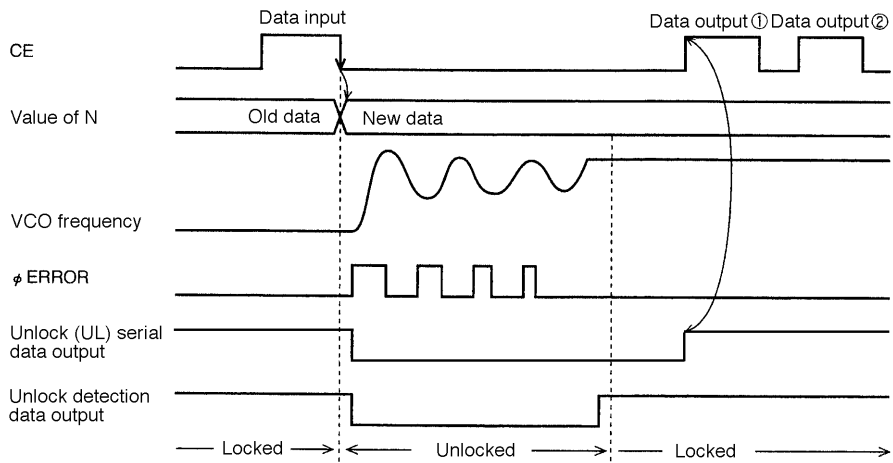 Data input
Data output ①
Data output ②
CE
Value of N
Old data
New data
VCO frequency
φ ERROR
Unlock (UL) serial
data output
Unlock detection
data output
Locked
Unlocked
Locked